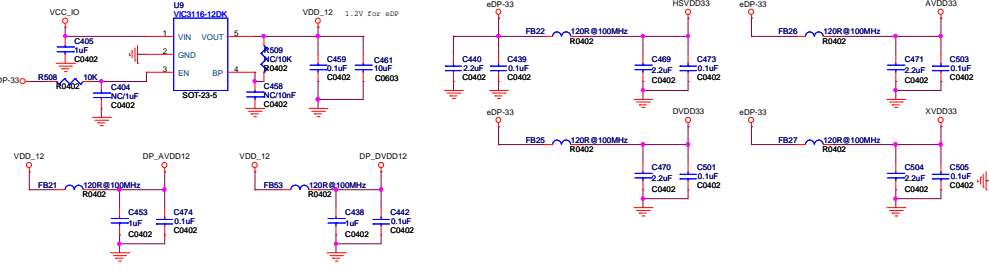 U9
VIC3116-12DK
VCC_IO
1 VIN VOUT 5
2 GND
3 EN BP 4
SOT-23-5
C405
1uF
C0402
DP-33
R508 10K
R0402
C404
NC/1uF
C0402
R509
NC/10K
R0402
C458
NC/10nF
C0402
VDD_12
1.2V for eDP
C459
0.1uF
C0402
C461
10uF
C0603
eDP-33
HSVDD33
FB22 120R@100MHz
R0402
C440
2.2uF
C0402
C439
0.1uF
C0402
C469
2.2uF
C0402
C473
0.1uF
C0402
eDP-33
AVDD33
FB26 120R@100MHz
R0402
C471
2.2uF
C0402
C503
0.1uF
C0402
eDP-33
DVDD33
FB25 120R@100MHz
R0402
C470
2.2uF
C0402
C501
0.1uF
C0402
eDP-33
XVDD33
FB27 120R@100MHz
R0402
C504
2.2uF
C0402
C505
0.1uF
C0402
VDD_12
DP_AVDD12
FB21 120R@100MHz
R0402
C453
1uF
C0402
C474
0.1uF
C0402
VDD_12
DP_DVDD12
FB53 120R@100MHz
R0402
C438
1uF
C0402
C442
0.1uF
C0402